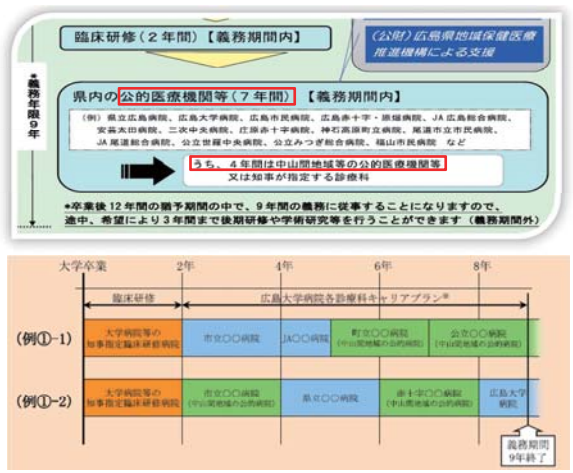 臨床研修(２年間)【義務期間内】
(公財)広島県地域保健医療
推進機構による支援
*義務年限9年
県内の公的医療機関等(７年間)【義務期間内】
(例) 県立広島病院、広島大学病院、広島市民病院、広島赤十字・原爆病院、JA広島総合病院、
安芸太田病院、三次中央病院、庄原赤十字病院、神石高原町立病院、尾道市立市民病院、
JA尾道総合病院、公立世羅中央病院、公立みつぎ総合病院、福山市民病院 など
うち、４年間は中山間地域等の公的医療機関等
又は知事が指定する診療科
*卒業後12年間の猶予期間の中で、９年間の義務に従事することになりますので、
途中、希望により３年間まで後期研修や学術研究等を行うことができます(義務期間外)
大学卒業 2年 4年 6年 8年
臨床研修 広島大学病院各診療科キャリアプラン※
(例①-1)
大学病院等の
知事指定臨床研修病院
市立〇〇病院
JA〇〇病院
町立〇〇病院
(中山間地域の公的病院)
公立〇〇病院
(中山間地域の公的病院)
(例①-2)
大学病院等の
知事指定臨床研修病院
市立〇〇病院
(中山間地域の公的病院)
県立〇〇病院
赤十字〇〇病院
(中山間地域の公的病院)
広島大学
病院
義務期間
9年終了